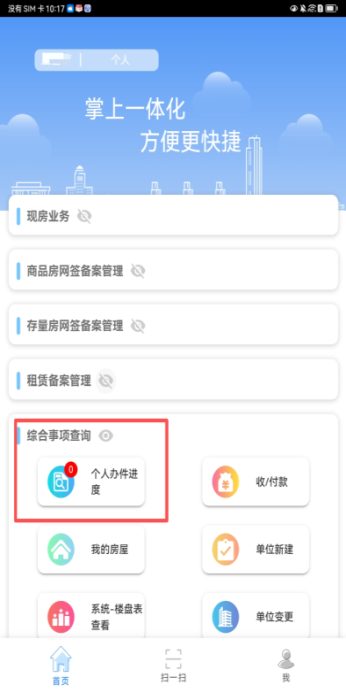 没有 SIM 卡 10:17
个人
掌上一体化
方便更快捷
现房业务
商品房网签备案管理
存量房网签备案管理
租赁备案管理
综合事项查询
0
个人办件进
度
收/付款
我的房屋
单位新建
系统-楼盘表
查看
单位变更
首页
扫一扫
我